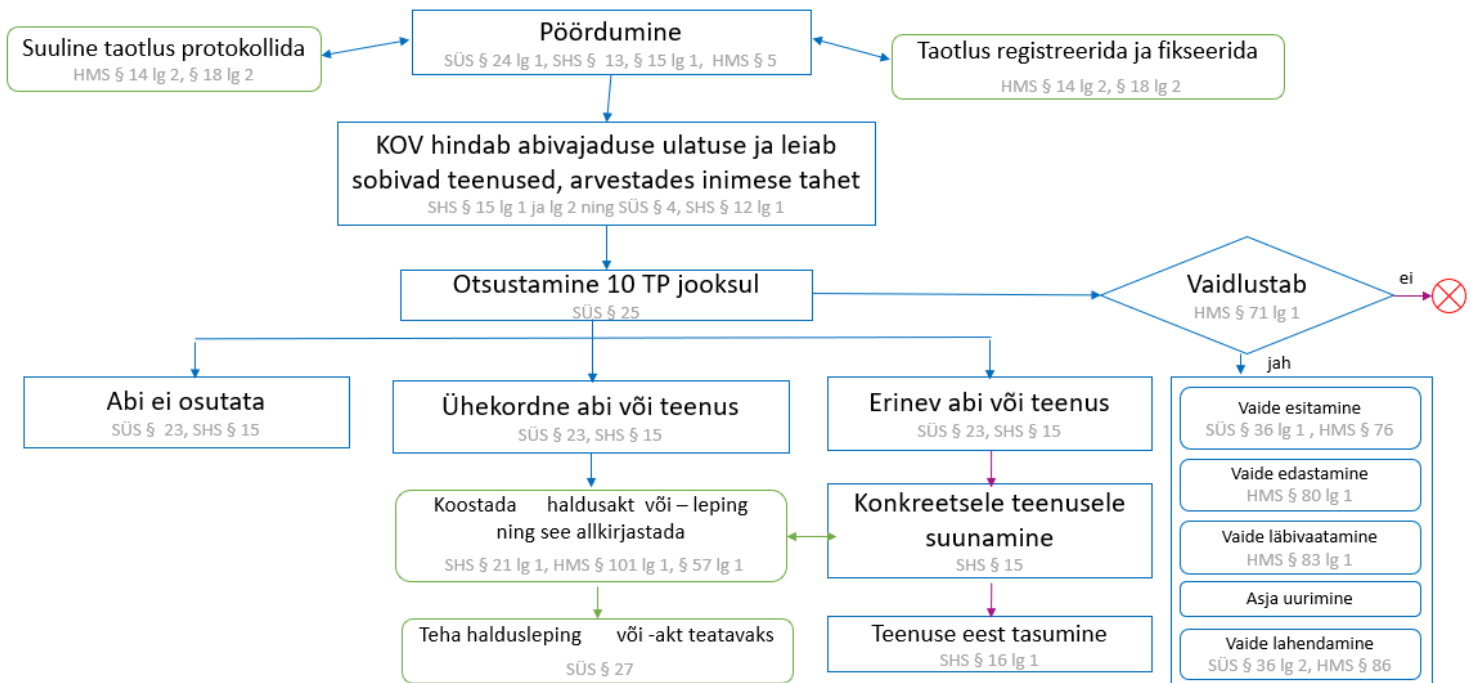 Pöördumine
SÜS § 24 lg 1, SHS § 13, § 15 lg 1, HMS § 5
Suuline taotlus protokollida
HMS § 14 lg 2, § 18 lg 2
Taotlus registreerida ja fikseerida
HMS § 14 lg 2, § 18 lg 2
KOV hindab abivajaduse ulatuse ja leiab
sobivad teenused, arvestades inimese tahet
SHS § 15 lg 1 ja lg 2 ning SÜS § 4, SHS § 12 lg 1
Otsustamine 10 TP jooksul
SÜS § 25
Vaidlustab
HMS § 71 lg 1
ei
jah
Abi ei osutata
SÜS § 23, SHS § 15
Ühekordne abi või teenus
SÜS § 23, SHS § 15
Erinev abi või teenus
SÜS § 23, SHS § 15
Koostada haldusakt või – leping
ning see allkirjastada
SHS § 21 lg 1, HMS § 101 lg 1, § 57 lg 1
Konkreetsele teenusele
suunamine
SHS § 15
Teha haldusleping või -akt teatavaks
SÜS § 27
Teenuse eest tasumine
SHS § 16 lg 1
Vaide esitamine
SÜS § 36 lg 1 , HMS § 76
Vaide edastamine
HMS § 80 lg 1
Vaide läbivaatamine
HMS § 83 lg 1
Asja uurimine
Vaide lahendamine
SÜS § 36 lg 2, HMS § 86